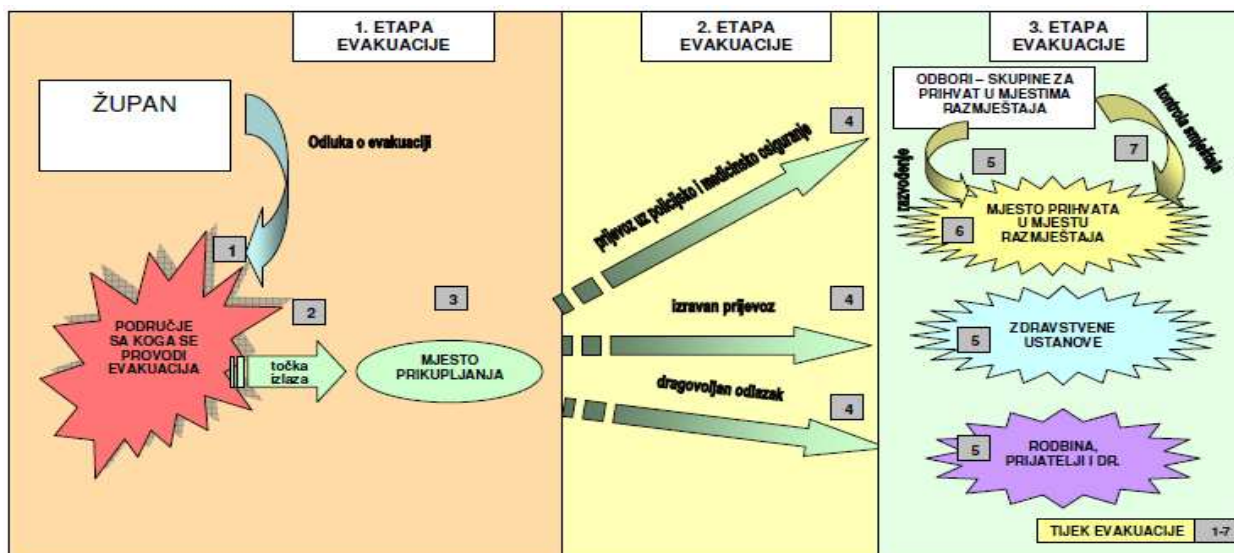 1. ETAPA
EVAKUACIJE
ŽUPAN
Odluka o evakuaciji
1
PODRUČJE
SA KOGA SE
PROVODI
EVAKUACIJA
2
točka
izlaza
3
MJESTO
PRIKUPLJANJA
2. ETAPA
EVAKUACIJE
4
prijevoz uz policijsko i medicinsko osiguranje
4
izravan prijevoz
4
dragovoljan odlazak
3. ETAPA
EVAKUACIJE
ODBORI – SKUPINE ZA
PRIHVAT U MJESTIMA
RAZMJEŠTAJA
razvođenje
5
7
kontrola smještaja
MJESTO PRIHVATA
U MJESTU
RAZMJEŠTAJA
6
ZDRAVSTVENE
USTANOVE
5
RODBINA,
PRIJATELJI I DR.
5
TIJEK EVAKUACIJE 1-7